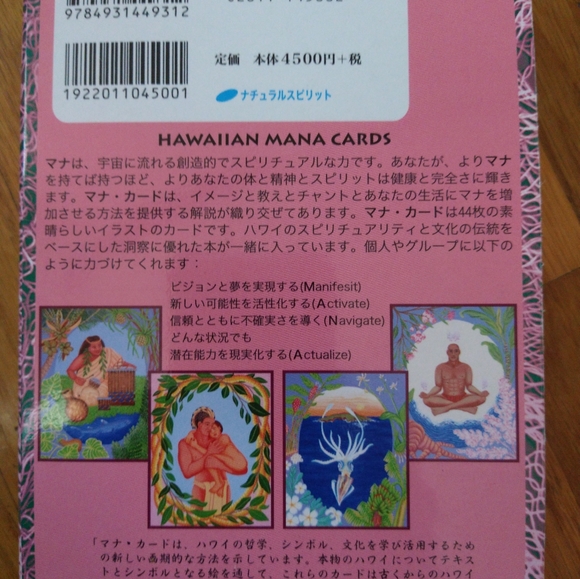 9784931449312
定価 本体4500円+税
1922011045001
ナチュラルスピリット
HAWAIIAN MANA CARDS
マナは、宇宙に流れる創造的でスピリチュアルな力です。あなたが、よりマナ
を持てば持つほど、よりあなたの体と精神とスピリットは健康と完全さに輝き
ます。マナ・カードは、イメージと教えとチャントとあなたの生活にマナを増
加させる方法を提供する解説が織り交ぜてあります。マナ・カードは44枚の素
晴らしいイラストのカードです。ハワイのスピリチュアリティと文化の伝統を
ベースにした洞察に優れた本が一緒に入っています。個人やグループに以下の
ように力づけてくれます：
ビジョンと夢を実現する(Manifesit)
新しい可能性を活性化する(Activate)
信頼とともに不確実さを導く(Navigate)
どんな状況でも
潜在能力を現実化する(Actualize)
「マナ・カードは、ハワイの哲学、シンボル、文化を学び活用するため
の新しい画期的な方法を示しています。本物のハワイについてテキス
トとシンボルとなる絵を通して、これらのカードは古くからのハワイ